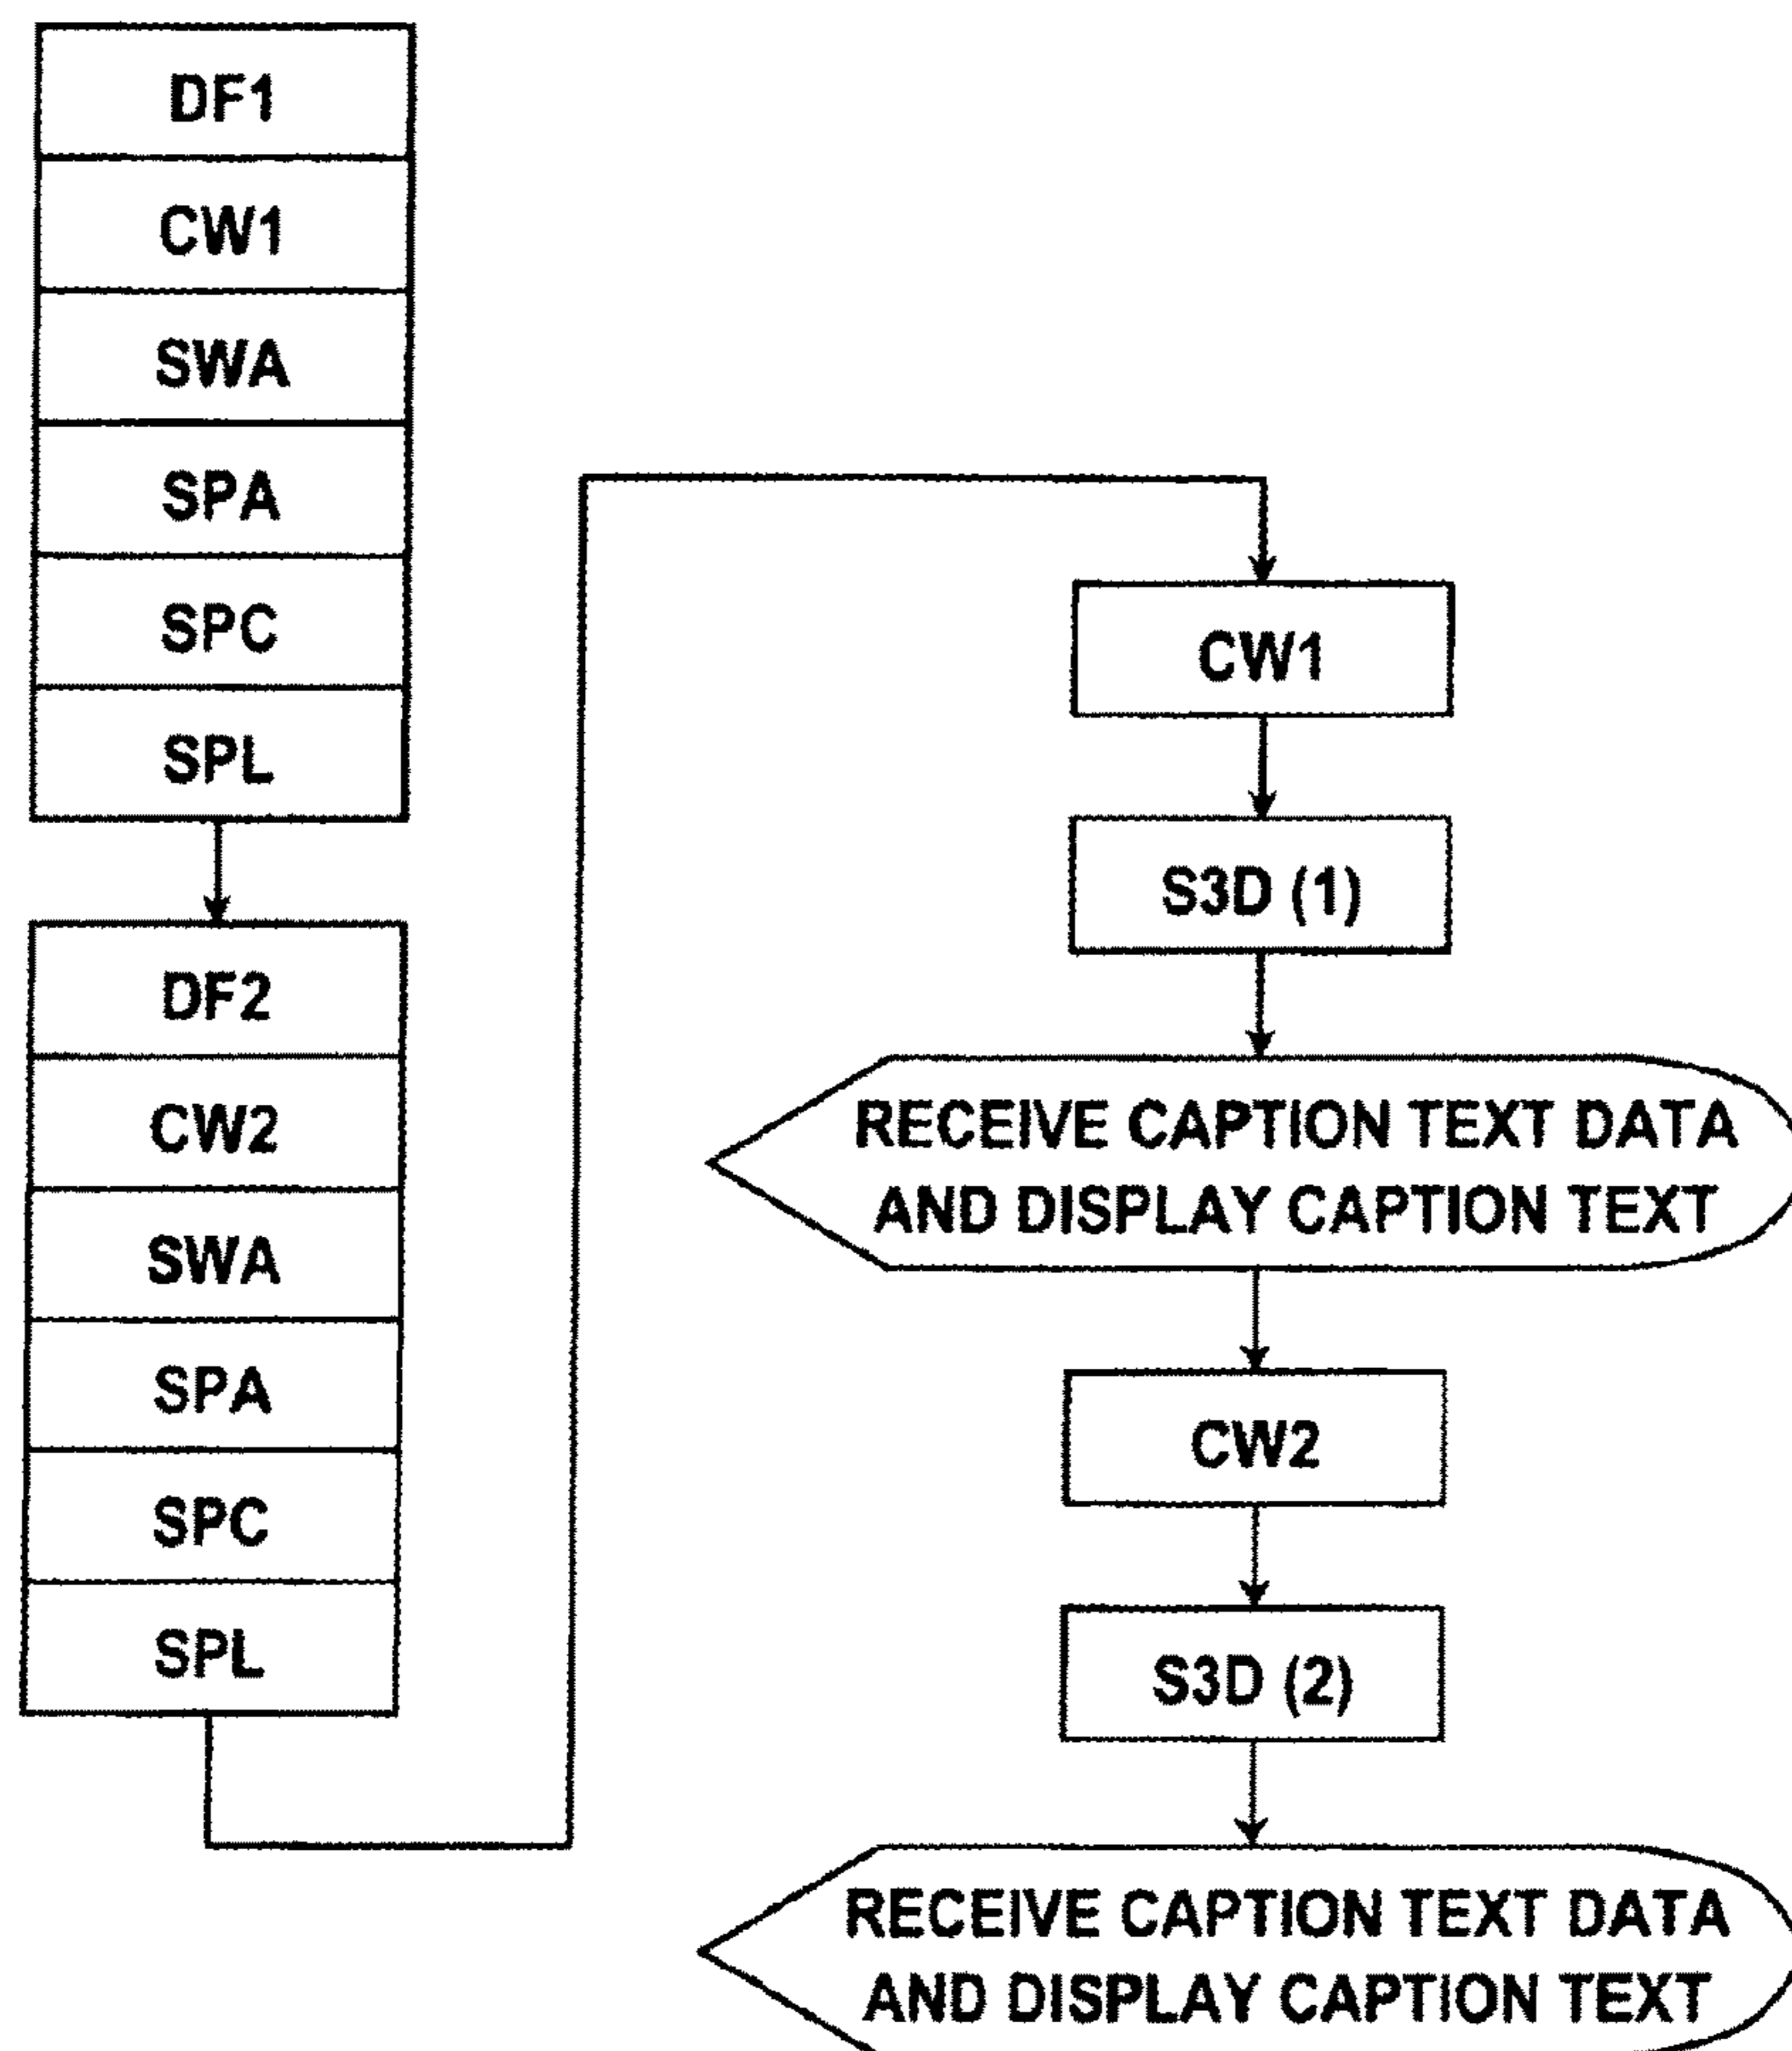 DF1
CW1
SWA
SPA
SPC
SPL
DF2
CW2
SWA
SPA
SPC
SPL
CW1
S3D (1)
RECEIVE CAPTION TEXT DATA
AND DISPLAY CAPTION TEXT
CW2
S3D (2)
RECEIVE CAPTION TEXT DATA
AND DISPLAY CAPTION TEXT